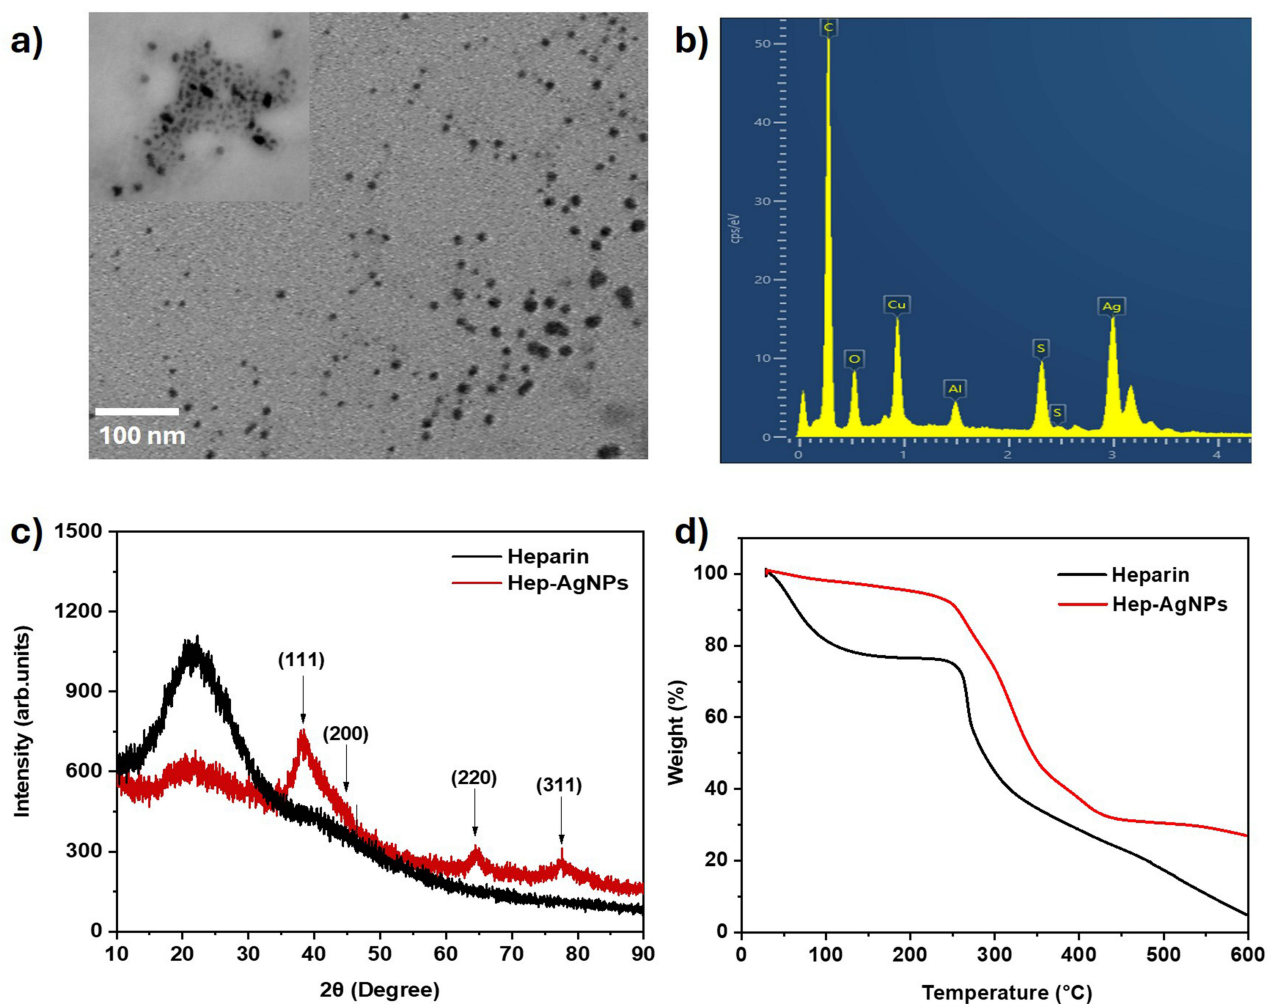 a)
100 nm
b)
cps/eV
50
40
30
20
10
0
C
O
Cu
Al
S
S
Ag
0 1 2 3 4
c)
Intensity (arb.units)
1500
1200
900
600
300
0
Heparin
Hep-AgNPs
(111)
(200)
(220)
(311)
10 20 30 40 50 60 70 80 90
2θ (Degree)
d)
Weight (%)
100
80
60
40
20
0
Heparin
Hep-AgNPs
0 100 200 300 400 500 600
Temperature (°C)